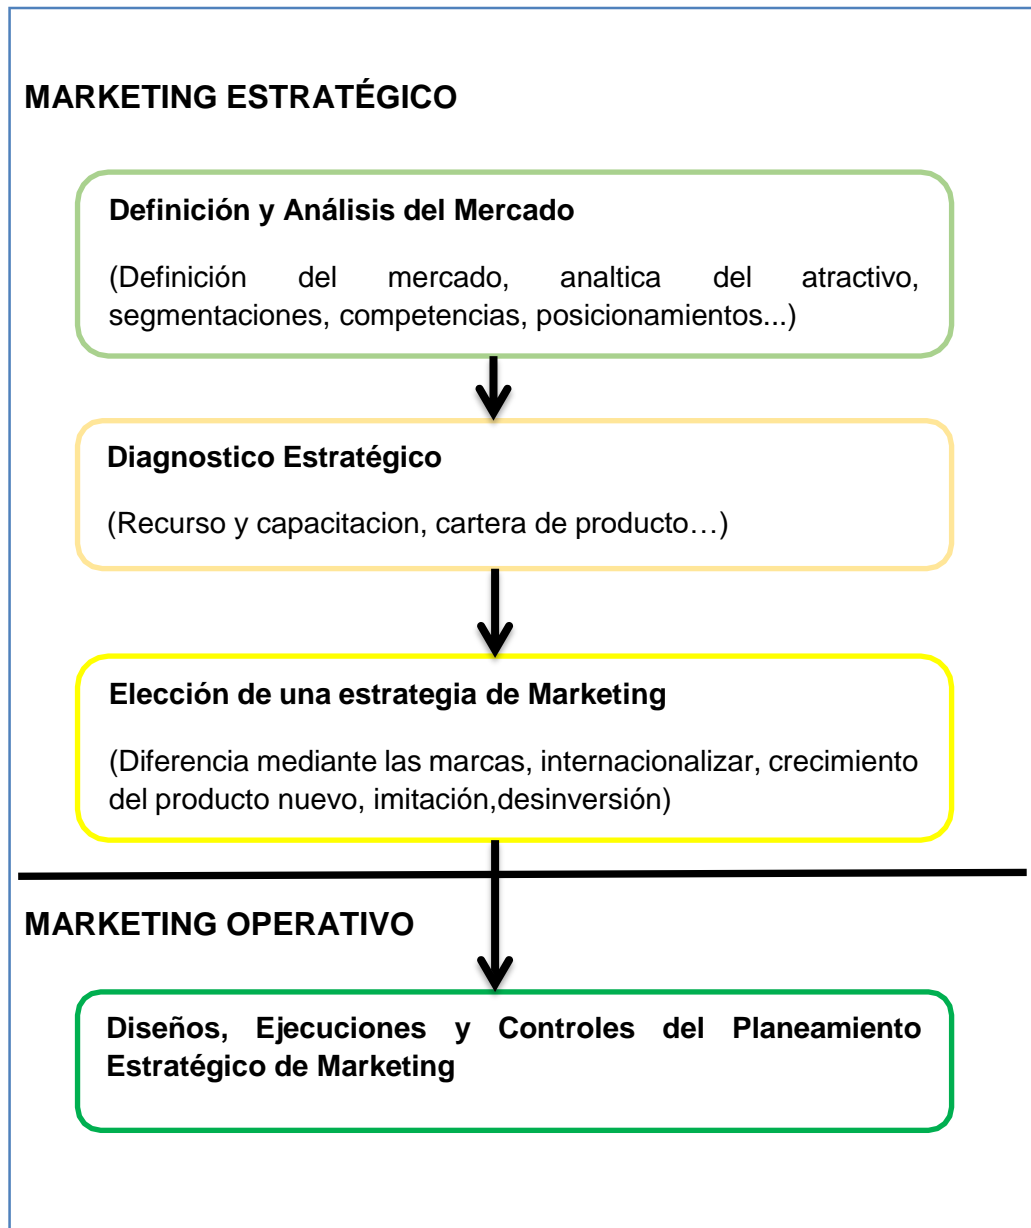 MARKETING ESTRATÉGICO
Definición y Análisis del Mercado
(Definición del mercado, analtica del atractivo,
segmentaciones, competencias, posicionamientos...)
Diagnostico Estratégico
(Recurso y capacitacion, cartera de producto…)
Elección de una estrategia de Marketing
(Diferencia mediante las marcas, internacionalizar, crecimiento
del producto nuevo, imitación,desinversión)
MARKETING OPERATIVO
Diseños, Ejecuciones y Controles del Planeamiento
Estratégico de Marketing